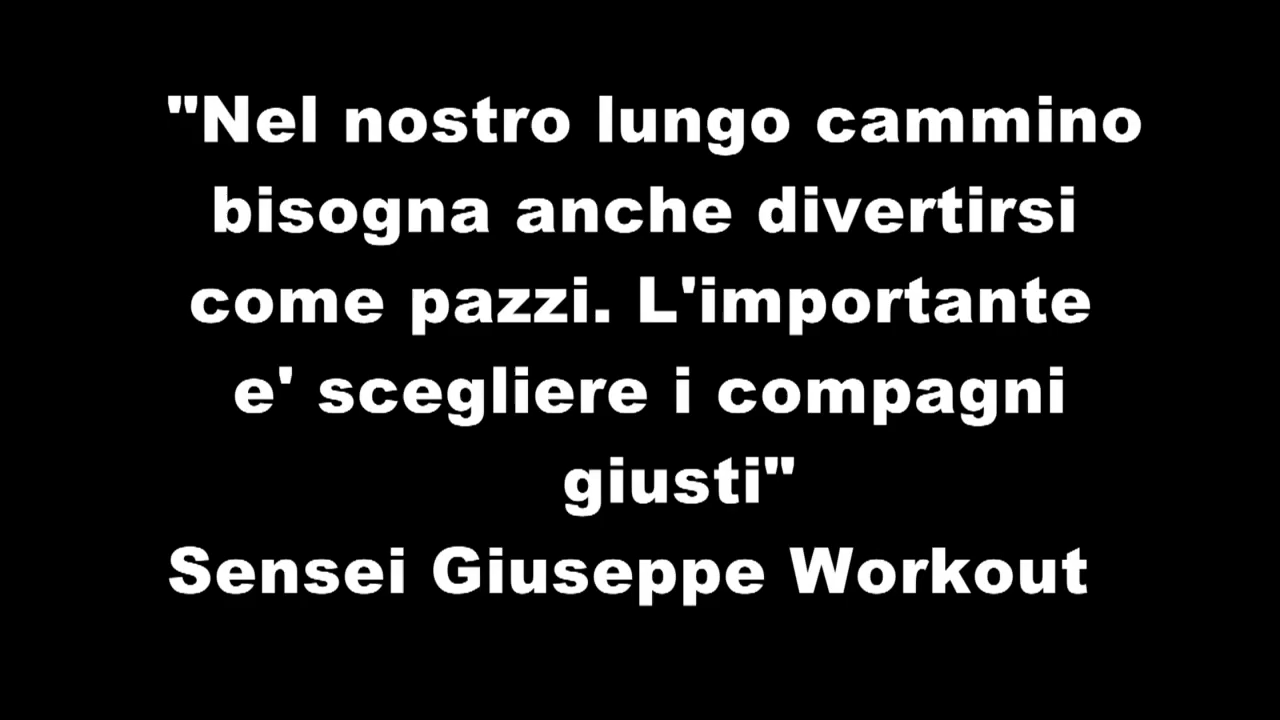 "Nel nostro lungo cammino
bisogna anche divertirsi
come pazzi. L'importante
e' scegliere i compagni
giusti"
Sensei Giuseppe Workout